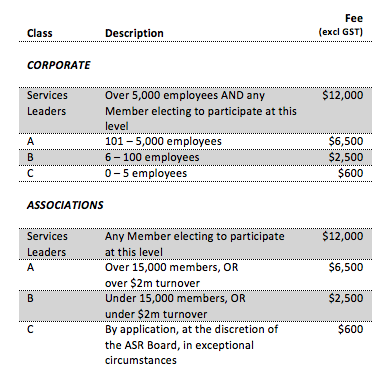 Fee
Class Description (excl GST)
CORPORATE
Services Over 5,000 employees AND any $12,000
Leaders Member electing to participate at this
level
A 101 – 5,000 employees $6,500
B 6 – 100 employees $2,500
C 0 – 5 employees $600
ASSOCIATIONS
Services Any Member electing to participate $12,000
Leaders at this level
A Over 15,000 members, OR $6,500
over $2m turnover
B Under 15,000 members, OR $2,500
under $2m turnover
C By application, at the discretion of $600
the ASR Board, in exceptional
circumstances